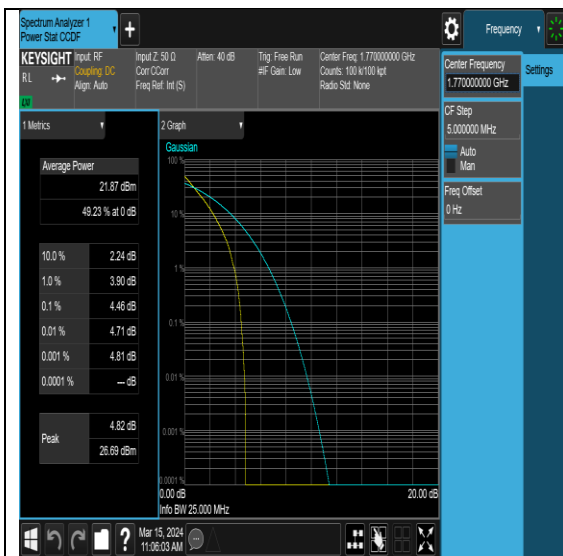 Spectrum Analyzer 1
Power Stat CCDF
Frequency
KEYSIGHT
R L
Input: RF
Coupling: DC
Align: Auto
Input Z: 50 Ω
Corr CCorr
Freq Ref: Int (S)
Atten: 40 dB
Trig: Free Run
#IF Gain: Low
Center Freq: 1.770000000 GHz
Counts: 100 k/100 kpt
Radio Std: None
Center Frequency
1.770000000 GHz
Settings
CF Step
5.000000 MHz
Auto
Man
Freq Offset
0 Hz
1 Metrics
2 Graph
Average Power
21.87 dBm
49.23 % at 0 dB
10.0 % 2.24 dB
1.0 % 3.90 dB
0.1 % 4.46 dB
0.01 % 4.71 dB
0.001 % 4.81 dB
0.0001 % --- dB
Peak
4.82 dB
26.69 dBm
Gaussian
100 %
10 %
1 %
0.1 %
0.01 %
0.001 %
0.0001 %
0.00 dB
20.00 dB
Info BW 25.000 MHz
?
Mar 15, 2024
11:06:03 AM